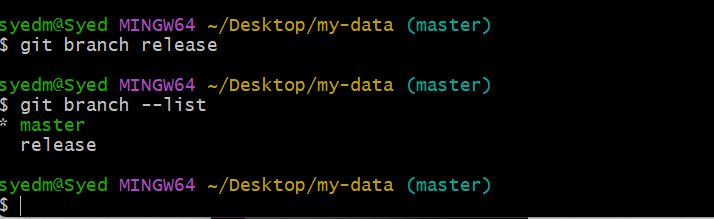 syedm@Syed MINGW64 ~/Desktop/my-data (master)
$ git branch release
syedm@Syed MINGW64 ~/Desktop/my-data (master)
$ git branch --list
* master
release
syedm@Syed MINGW64 ~/Desktop/my-data (master)
$